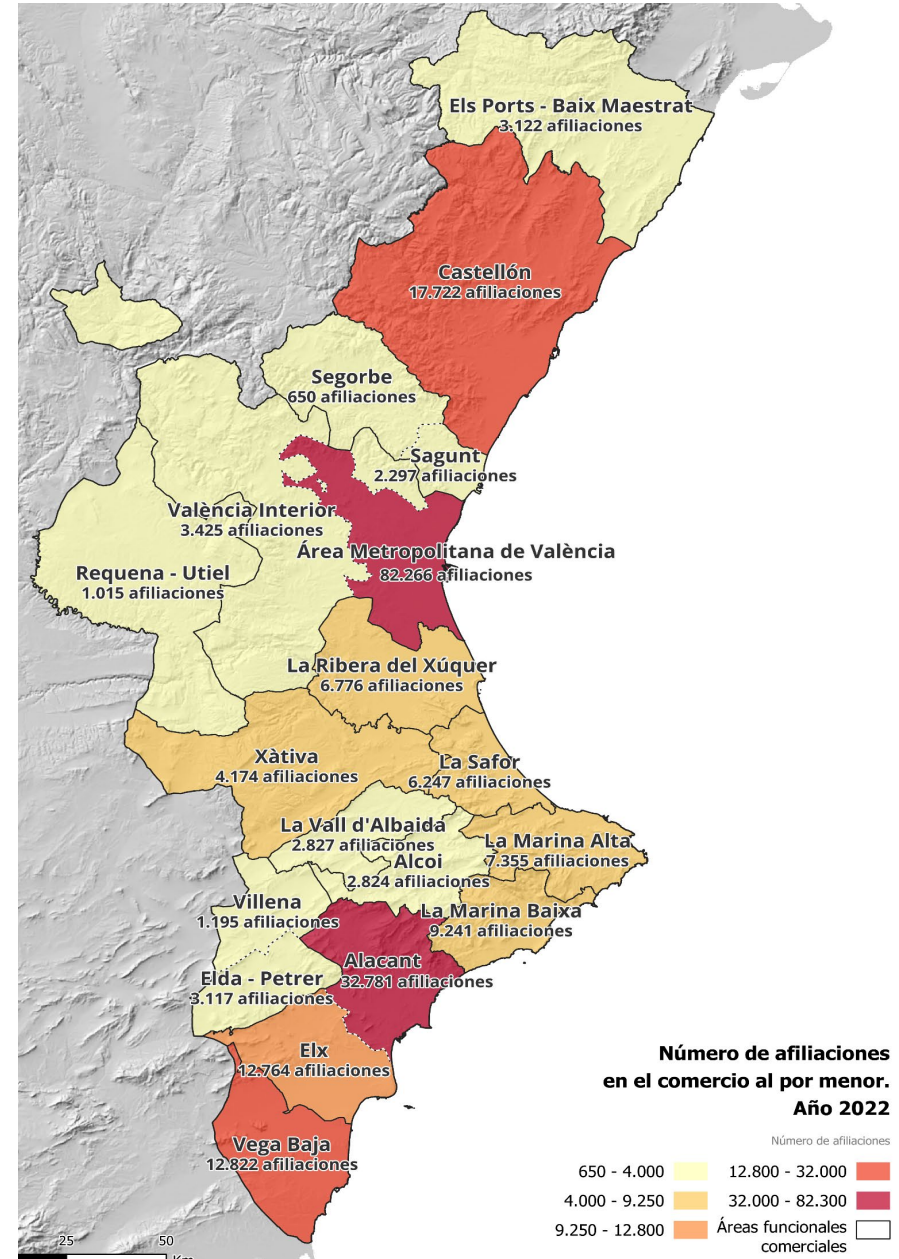 Els Ports - Baix Maestrat
3.122 afiliaciones
Castellón
17.722 afiliaciones
Segorbe
650 afiliaciones
Sagunt
2.297 afiliaciones
València Interior
3.425 afiliaciones
Área Metropolitana de València
82.266 afiliaciones
Requena - Utiel
1.015 afiliaciones
La Ribera del Xúquer
6.776 afiliaciones
Xàtiva
4.174 afiliaciones
La Safor
6.247 afiliaciones
La Vall d'Albaida
2.827 afiliaciones
La Marina Alta
7.355 afiliaciones
Alcoi
2.824 afiliaciones
Villena
1.195 afiliaciones
La Marina Baixa
9.241 afiliaciones
Alacant
32.781 afiliaciones
Elda - Petrer
3.117 afiliaciones
Elx
12.764 afiliaciones
Vega Baja
12.822 afiliaciones
Número de afiliaciones
en el comercio al por menor.
Año 2022
Número de afiliaciones
650 - 4.000
12.800 - 32.000
4.000 - 9.250
32.000 - 82.300
9.250 - 12.800
Áreas funcionales
comerciales
25 50
Km